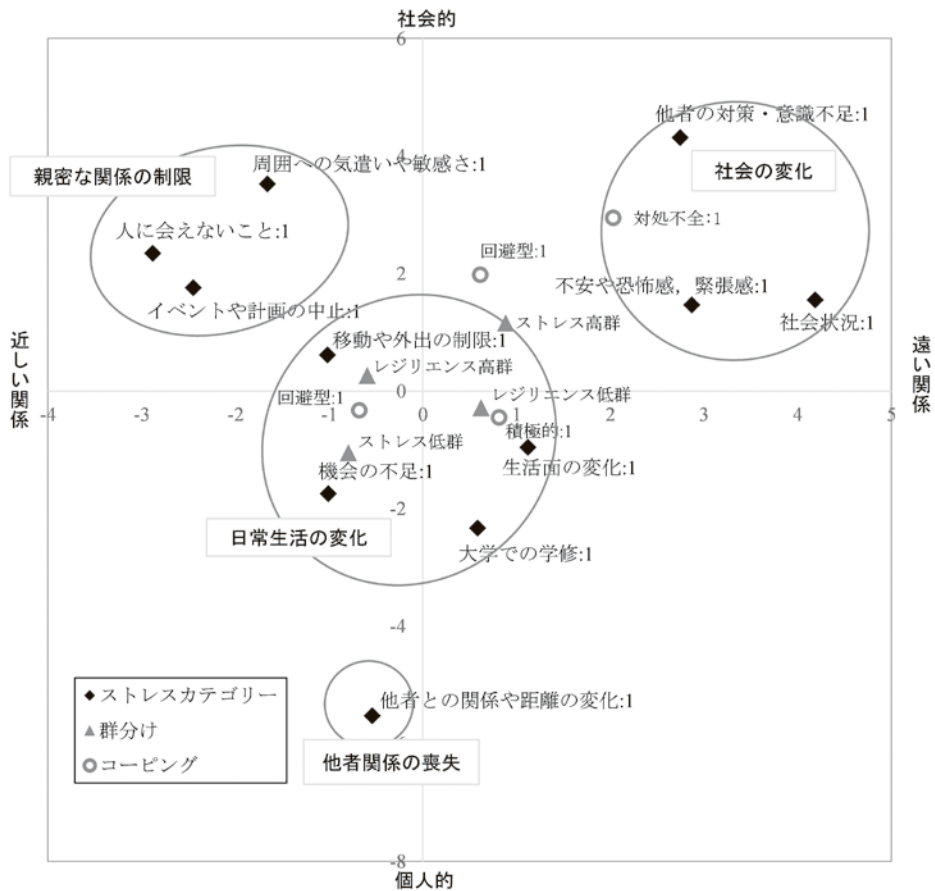 社会的
6
他者の対策・意識不足:1
4
周囲への気遣いや敏感さ:1
社会の変化
親密な関係の制限
対処不全:1
人に会えないこと:1
回避型:1
2
不安や恐怖感,緊張感:1
イベントや計画の中止:1
ストレス高群
社会状況:1
移動や外出の制限:1
レジリエンス高群
近しい関係
遠い関係
0
レジリエンス低群
回避型:1
-4 -3 -2 -1 0 1 2 3 4 5
積極的:1
ストレス低群
生活面の変化:1
機会の不足:1
-2
日常生活の変化
大学での学修:1
-4
ストレスカテゴリー
他者との関係や距離の変化:1
群分け
コーピング
他者関係の喪失
-8
個人的